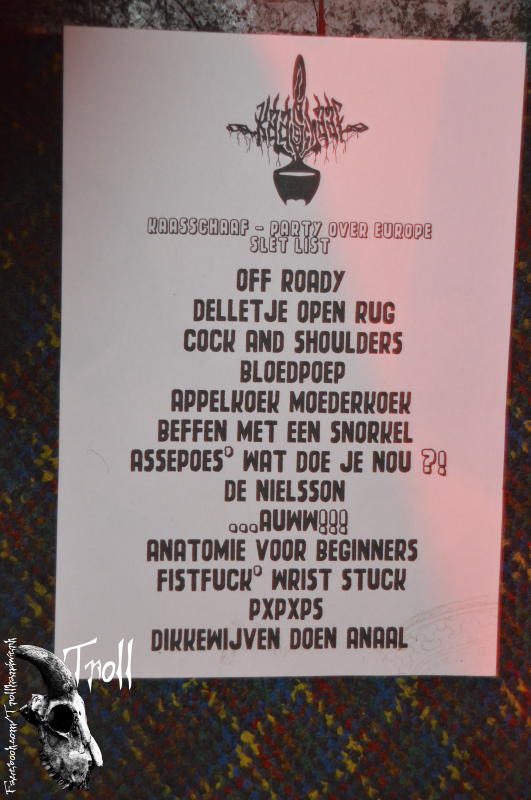 KAASSCHAAF
KAASSCHAAF - PARTY OVER EUROPE
SLET LIST
OFF ROADY
DELLETJE OPEN RUG
COCK AND SHOULDERS
BLOEDPOEP
APPELKOEK MOEDERKOEK
BEFFEN MET EEN SNORKEL
ASSEPOES' WAT DOE JE NOU ?!
DE NIELSSON
...AUWW!!!
ANATOMIE VOOR BEGINNERS
FISTFUCK' WRIST STUCK
PXPXPS
DIKKEWIJVEN DOEN ANAAL
Troll